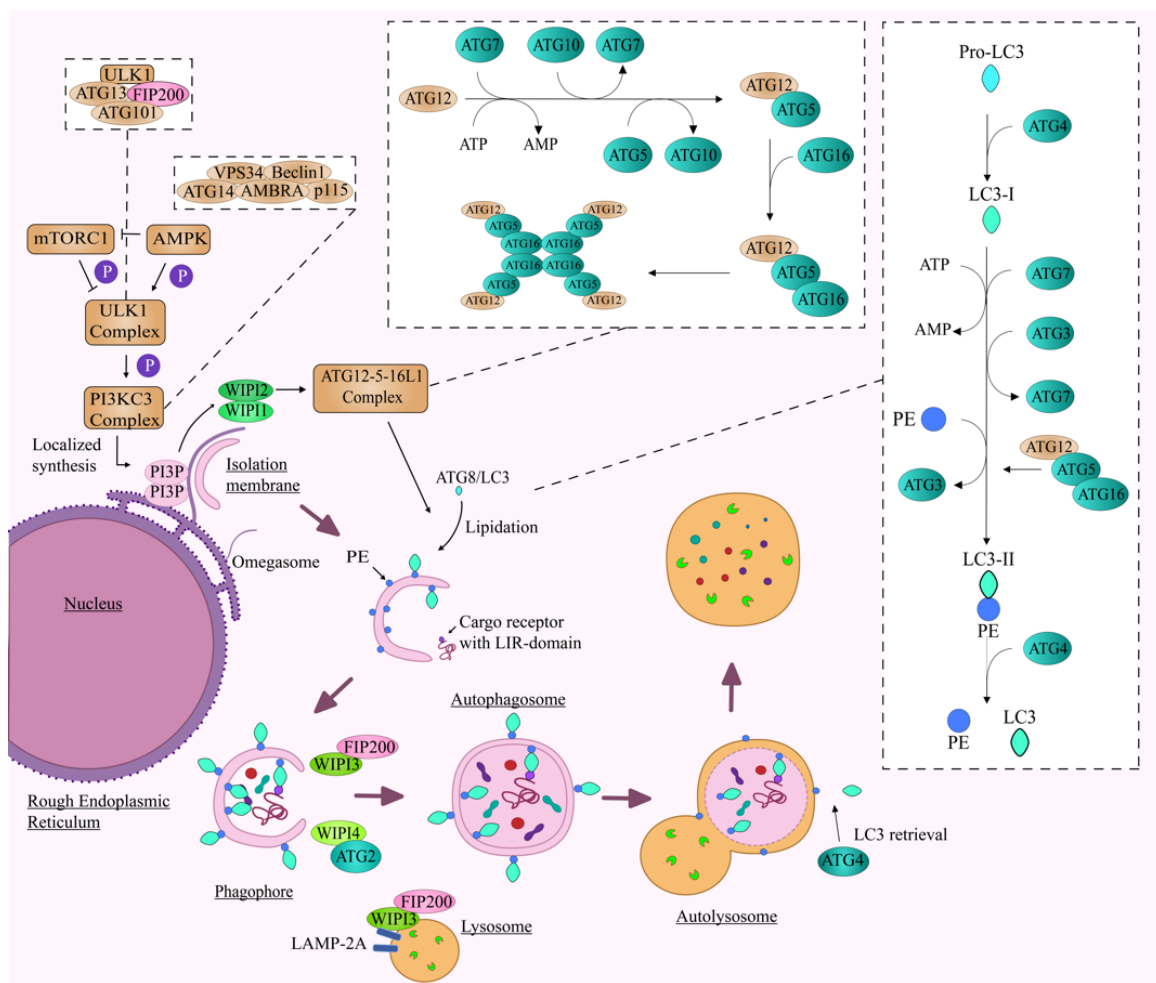 ULK1
ATG13
FIP200
ATG101
VPS34
Beclin1
ATG14
AMBRA
p115
mTORC1
AMPK
P
P
ULK1
Complex
P
PI3KC3
Complex
Localized
synthesis
PI3P
PI3P
WIPI2
WIPI1
ATG12-5-16L1
Complex
Isolation
membrane
Omegasome
Nucleus
Rough Endoplasmic
Reticulum
ATG8/LC3
Lipidation
PE
Cargo receptor
with LIR-domain
ATG7
ATG10
ATG7
ATG12
ATP
AMP
ATG5
ATG10
ATG12
ATG5
ATG16
ATG12
ATG5
ATG16
ATG12
ATG12
ATG5
ATG5
ATG16
ATG16
ATG16
ATG16
ATG5
ATG5
ATG12
ATG12
Pro-LC3
ATG4
LC3-I
ATP
ATG7
AMP
ATG3
ATG7
PE
ATG12
ATG5
ATG16
ATG3
LC3-II
PE
ATG4
PE
LC3
Phagophore
FIP200
WIPI3
WIPI4
ATG2
Autophagosome
FIP200
WIPI3
LAMP-2A
Lysosome
Autolysosome
LC3 retrieval
ATG4